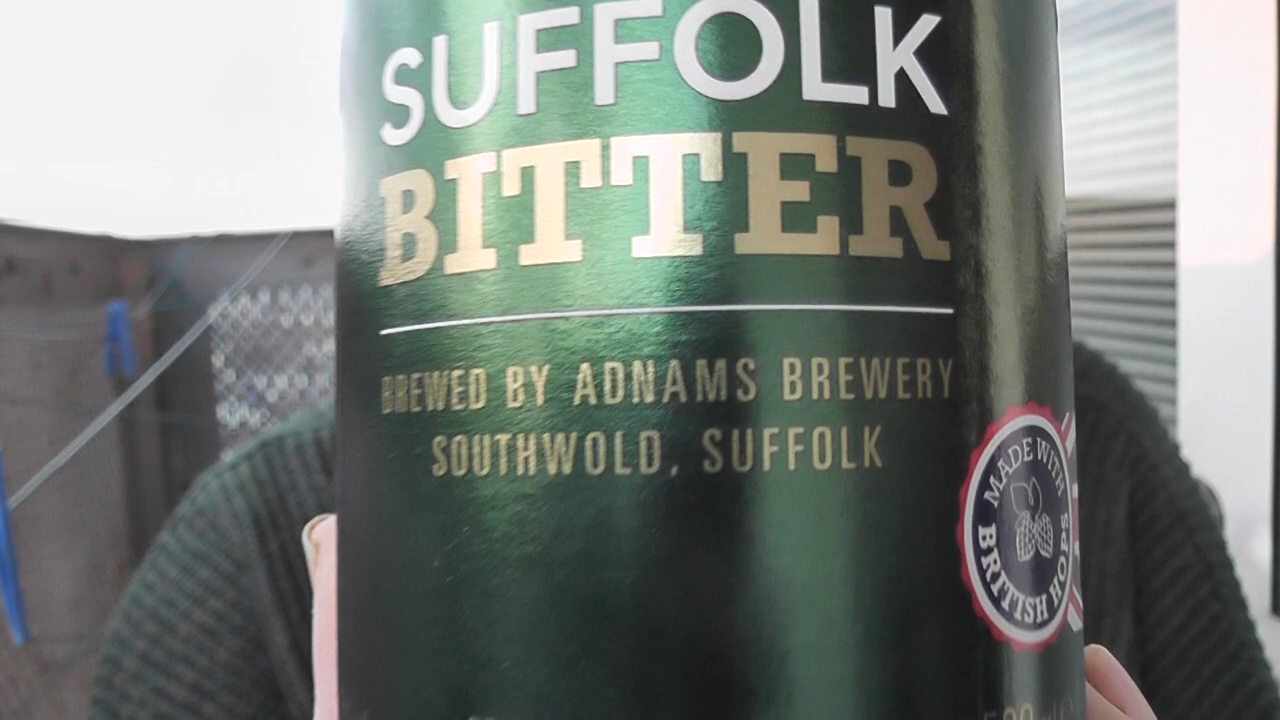 SUFFOLK
BITTER
BREWED BY ADNAMS BREWERY
SOUTHWOLD, SUFFOLK
MADE WITH
BRITISH HOPS